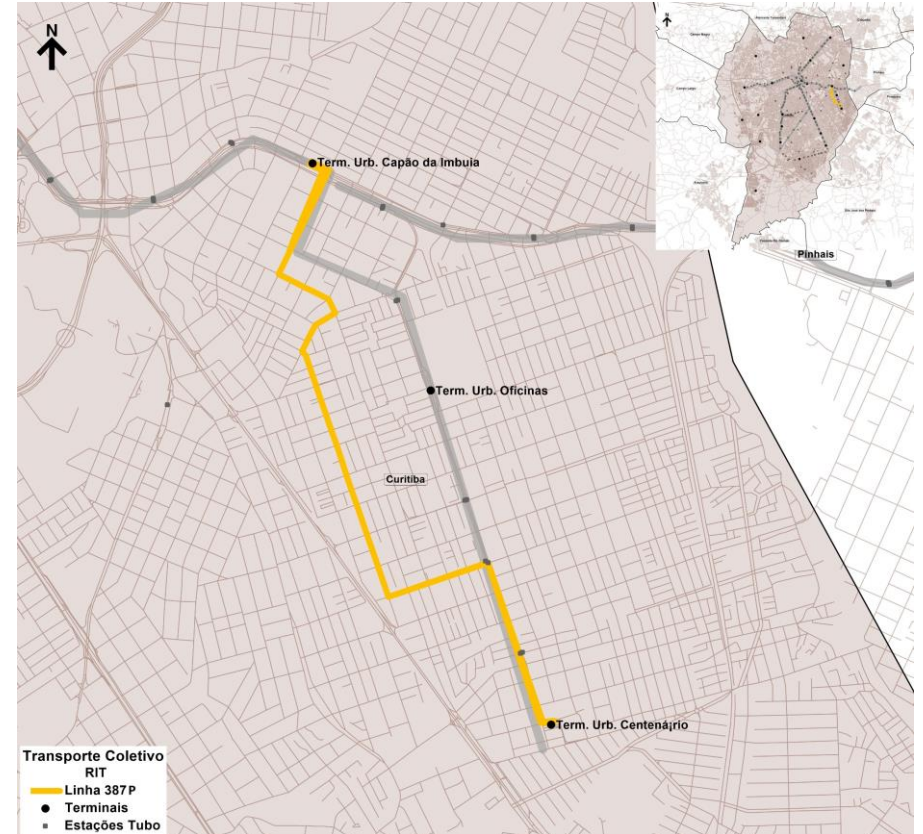 N
Term. Urb. Capão da Imbuia
Pinhais
Term. Urb. Oficinas
Curitiba
Term. Urb. Centená¡rio
Transporte Coletivo
RIT
Linha 387P
Terminais
Estações Tubo